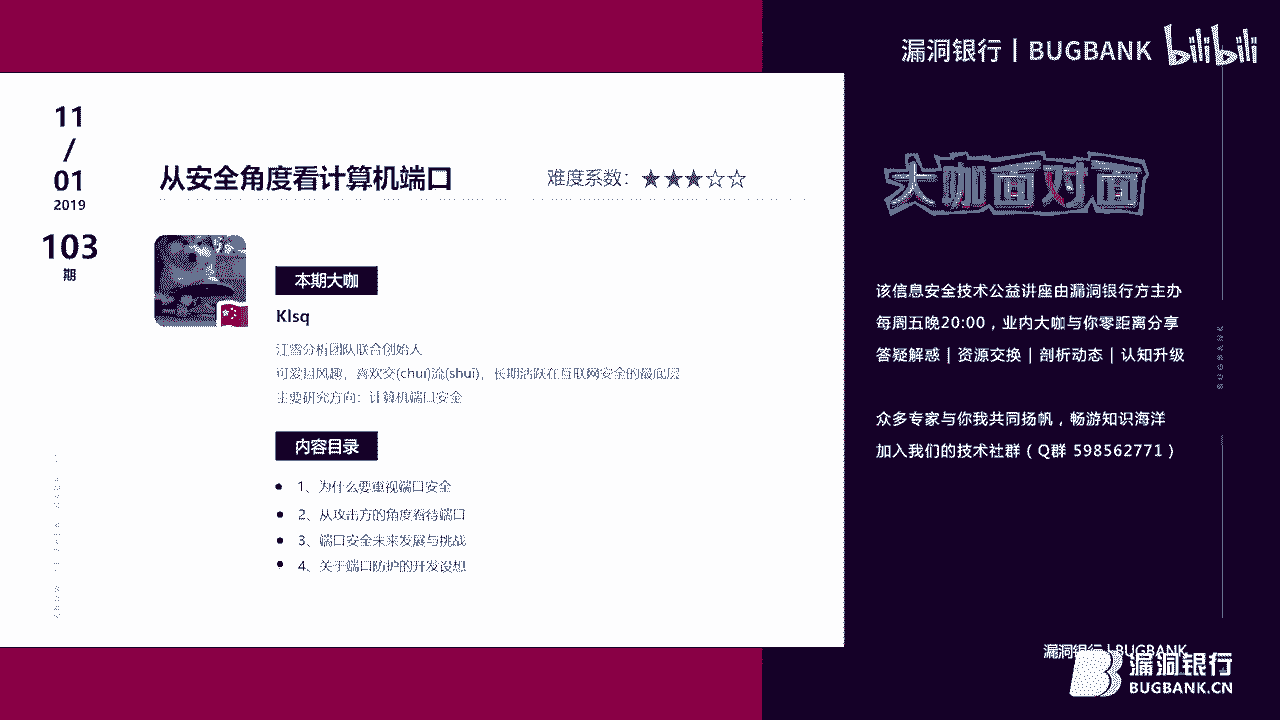 漏洞银行 | BUGBANK bilibili
11
/
01
2019
103
期
从安全角度看计算机端口
难度系数：★★★☆☆
本期大咖
Klsq
江雪分析团队联合创始人
可爱且风趣，喜欢交(chui)流(shui)，长期活跃在互联网安全的最底层
主要研究方向：计算机端口安全
内容目录
1、为什么要重视端口安全
2、从攻击方的角度看待端口
3、端口安全未来发展与挑战
4、关于端口防护的开发设想
大咖面对面
该信息安全技术公益讲座由漏洞银行方主办
每周五晚20:00，业内大咖与你零距离分享
答疑解惑 | 资源交换 | 剖析动态 | 认知升级
BUGBANK
众多专家与你我共同扬帆，畅游知识海洋
加入我们的技术社群（Q群 598562771）
漏洞银行 | BUGBANK
漏洞银行
BUGBANK.CN